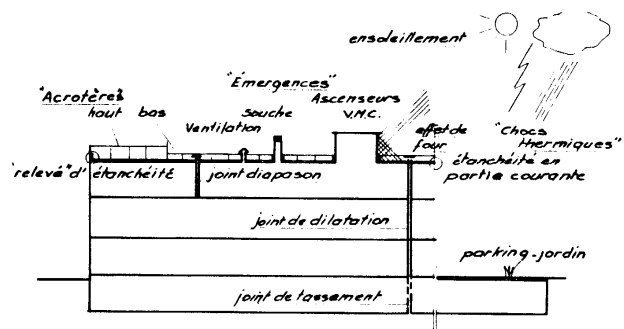 ensoleillement
"Émergences"
"Acrotères"
haut bas
Ventilation
Souche
Ascenseurs
V.M.C.
effet de
four
"Chocs
thermiques"
"relevé" d'étanchéité
joint diapason
étanchéité en
partie courante
joint de dilatation
parking-jardin
joint de tassement